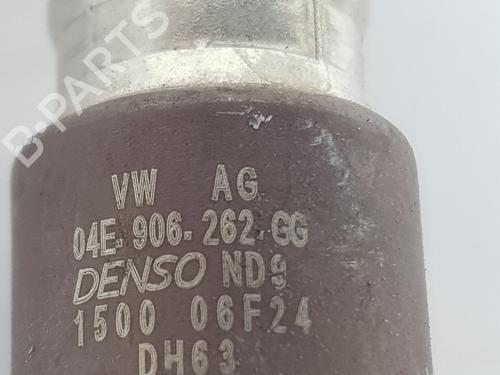 VW AG
04E.906.262.GG
DENSO ND9
1500 06F24
DH63
B-PARTS